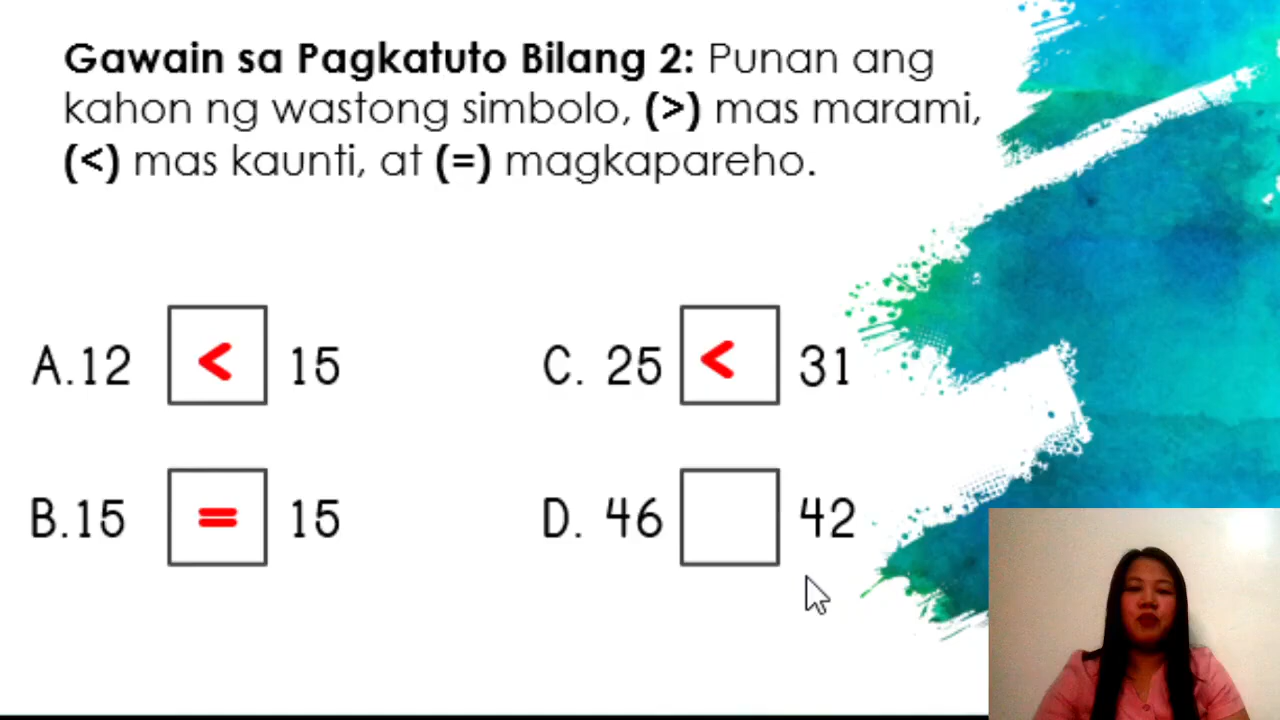 Gawain sa Pagkatuto Bilang 2: Punan ang
kahon ng wastong simbolo, (>) mas marami,
(<) mas kaunti, at (=) magkapareho.
A.12 < 15
C. 25 < 31
B.15 = 15
D. 46 42